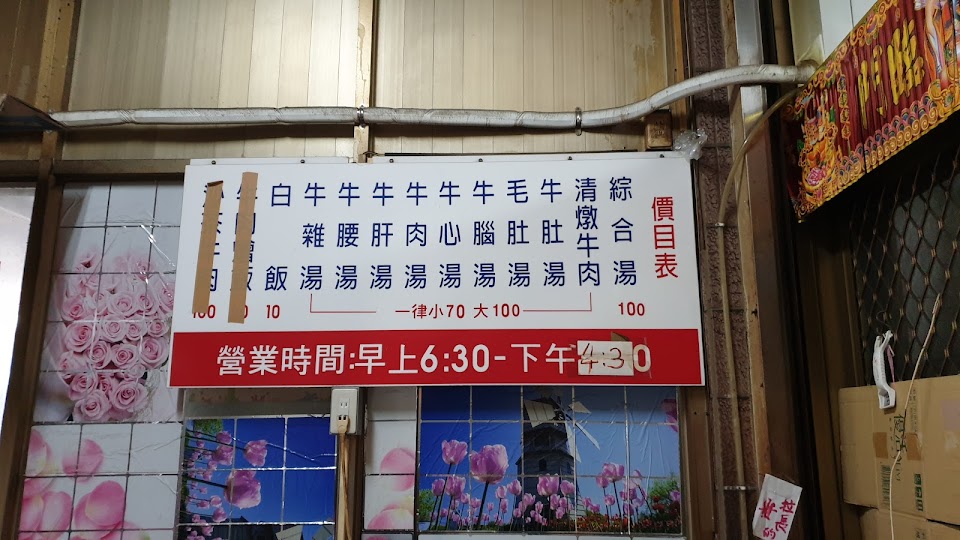 價目表
綜合湯
清燉牛肉
牛肚湯
毛肚湯
牛腦湯
牛心湯
牛肉湯
牛肝湯
牛腰湯
牛雜湯
白飯
100
一律小70 大100
10
營業時間:早上6:30-下午4:30